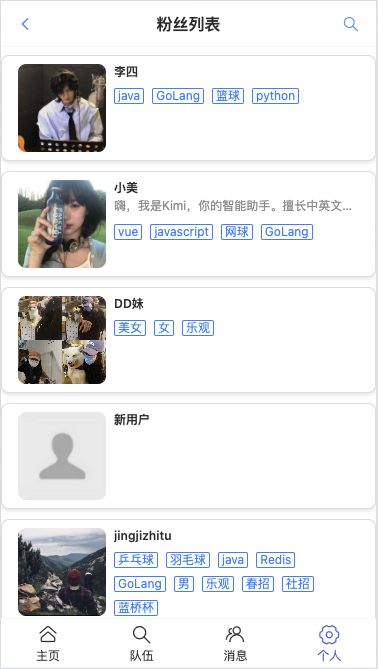 粉丝列表
李四
java GoLang 篮球 python
小美
嗨，我是Kimi，你的智能助手。擅长中英文...
vue javascript 网球 GoLang
DD妹
美女 女 乐观
新用户
jingjizhitu
乒乓球 羽毛球 java Redis
GoLang 男 乐观 春招 社招
蓝桥杯
主页 队伍 消息 个人